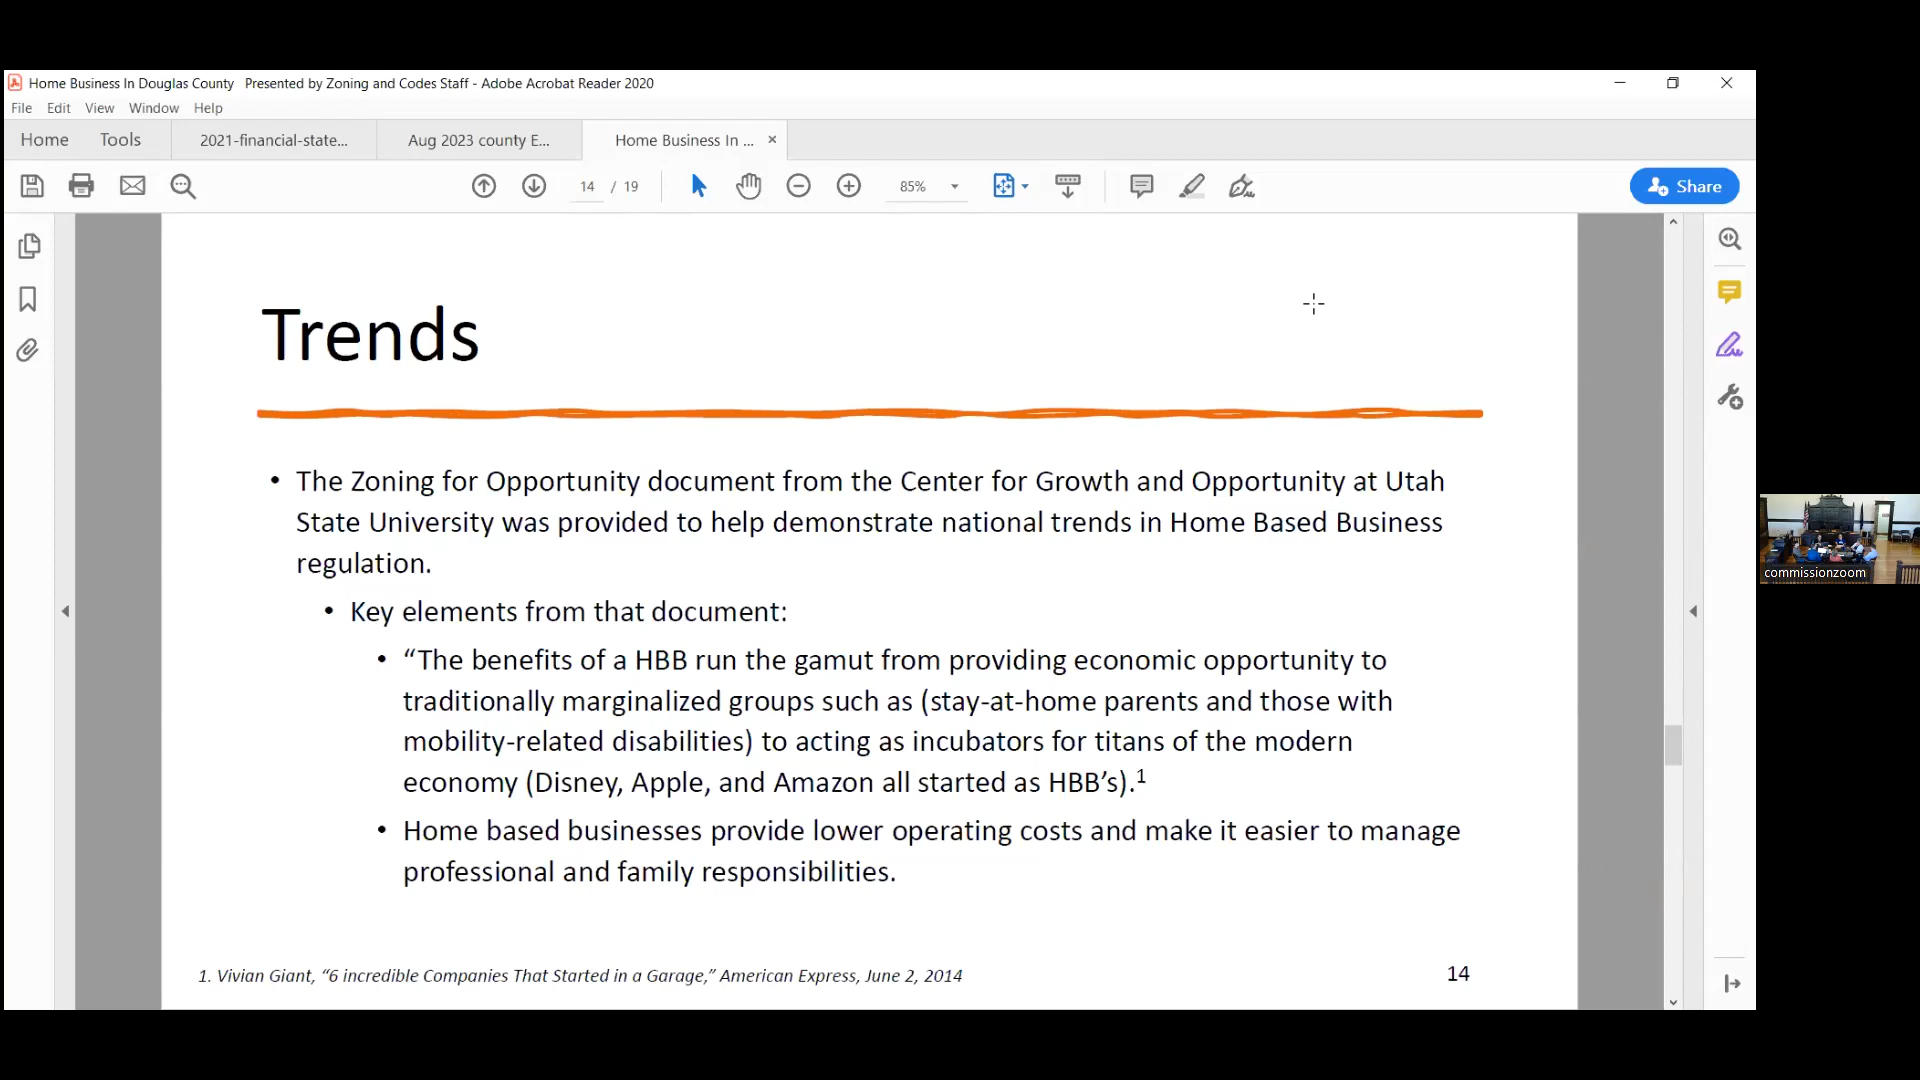 Home Business In Douglas County   Presented by Zoning and Codes Staff - Adobe Acrobat Reader 2020
File Edit View Window Help
Home Tools 2021-financial-state... Aug 2023 county E... Home Business In ...
14 / 19 85% Share
Trends
• The Zoning for Opportunity document from the Center for Growth and Opportunity at Utah
State University was provided to help demonstrate national trends in Home Based Business
regulation.
• Key elements from that document:
• “The benefits of a HBB run the gamut from providing economic opportunity to
traditionally marginalized groups such as (stay-at-home parents and those with
mobility-related disabilities) to acting as incubators for titans of the modern
economy (Disney, Apple, and Amazon all started as HBB’s).¹
• Home based businesses provide lower operating costs and make it easier to manage
professional and family responsibilities.
1. Vivian Giant, “6 incredible Companies That Started in a Garage,” American Express, June 2, 2014
14
commissionzoom